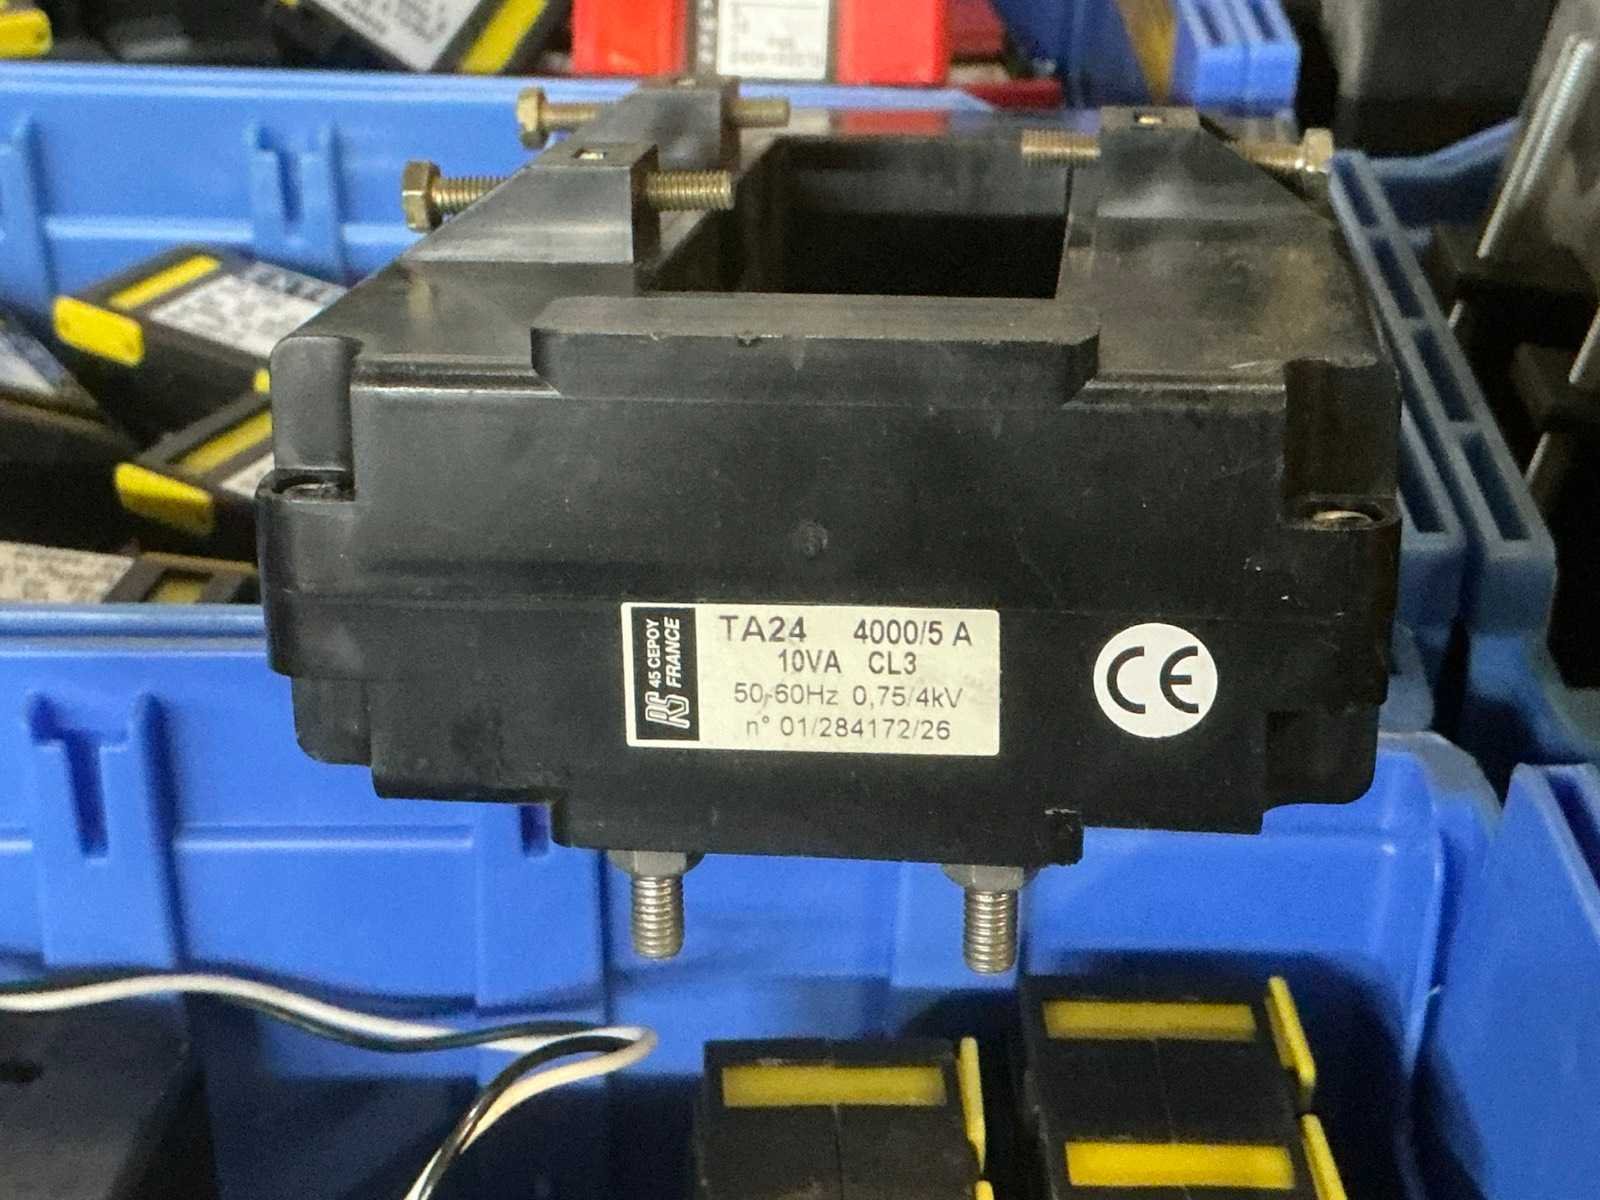 RS 45 CEPOY
FRANCE
TA24 4000/5 A
10VA CL3
50-60Hz 0,75/4kV
n° 01/284172/26
CE